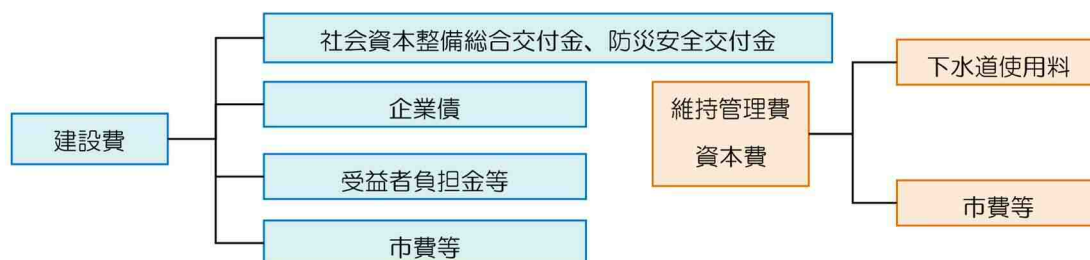 建設費
社会資本整備総合交付金、防災安全交付金
企業債
受益者負担金等
市費等
維持管理費
資本費
下水道使用料
市費等